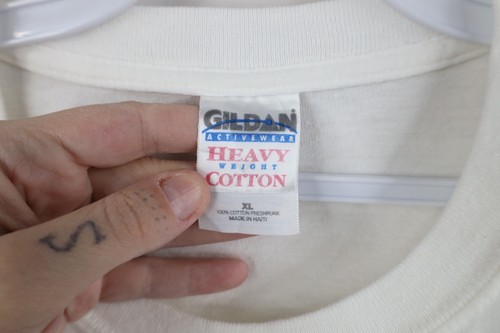 GILDAN
ACTIVEWEAR
HEAVY
WEIGHT
COTTON
XL
100% COTTON PRESHRUNK
MADE IN HAITI